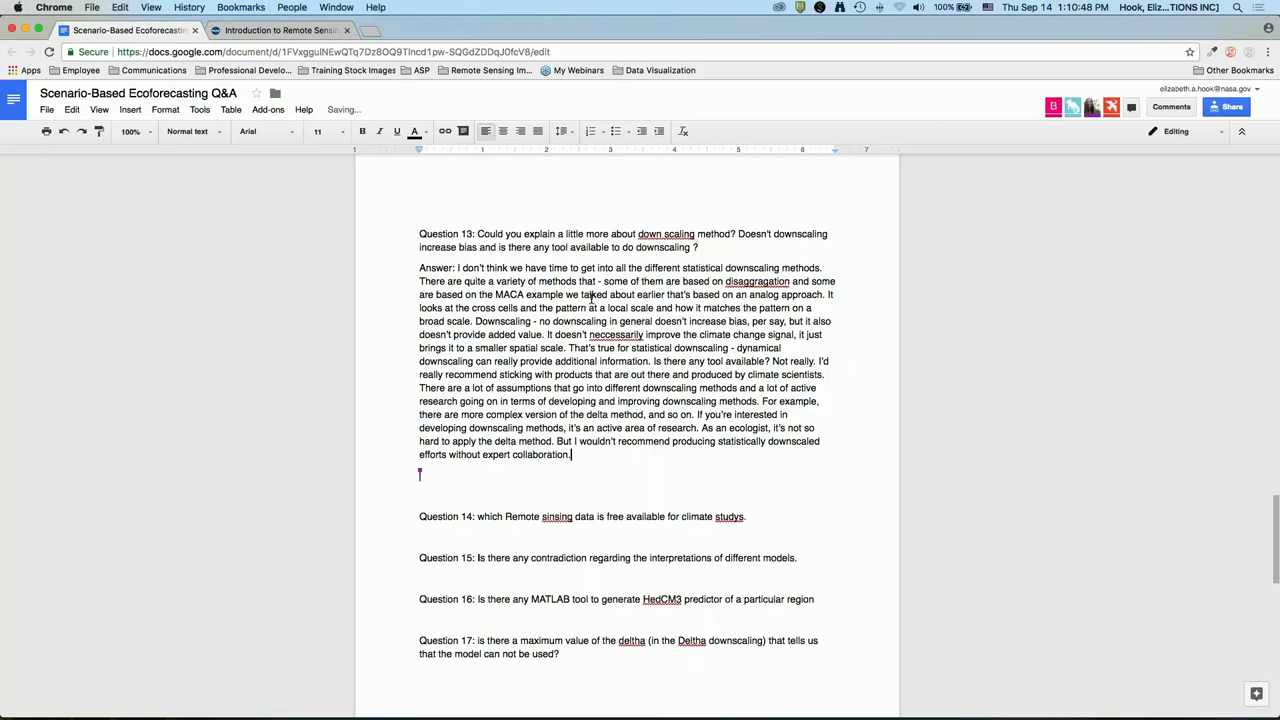 Chrome File Edit View History Bookmarks People Window Help 100% Thu Sep 14 1:10:48 PM Hook, Eliz...TIONS INC]
Scenario-Based Ecoforecasting Introduction to Remote Sensin
Secure https://docs.google.com/document/d/1FVxggulNEwQTq7Dz8OQ9Tlncd1pw-SQGdZDDqJ0fcV8/edit
Apps Employee Communications Professional Develo... Training Stock Images ASP Remote Sensing Im... My Webinars Data Visualization Other Bookmarks
Scenario-Based Ecoforecasting Q&A
elizabeth.a.hook@nasa.gov
File Edit View Insert Format Tools Table Add-ons Help Saving...
B Comments Share
100% Normal text Arial 11 B I U A Editing
1 1 2 3 4 5 6 7
Question 13: Could you explain a little more about down scaling method? Doesn't downscaling
increase bias and is there any tool available to do downscaling ?
Answer: I don't think we have time to get into all the different statistical downscaling methods.
There are quite a variety of methods that - some of them are based on disaggragation and some
are based on the MACA example we talked about earlier that's based on an analog approach. It
looks at the cross cells and the pattern at a local scale and how it matches the pattern on a
broad scale. Downscaling - no downscaling in general doesn't increase bias, per say, but it also
doesn't provide added value. It doesn't neccessarily improve the climate change signal, it just
brings it to a smaller spatial scale. That's true for statistical downscaling - dynamical
downscaling can really provide additional information. Is there any tool available? Not really. I'd
really recommend sticking with products that are out there and produced by climate scientists.
There are a lot of assumptions that go into different downscaling methods and a lot of active
research going on in terms of developing and improving downscaling methods. For example,
there are more complex version of the delta method, and so on. If you're interested in
developing downscaling methods, it's an active area of research. As an ecologist, it's not so
hard to apply the delta method. But I wouldn't recommend producing statistically downscaled
efforts without expert collaboration.
Question 14: which Remote sinsing data is free available for climate studys.
Question 15: Is there any contradiction regarding the interpretations of different models.
Question 16: Is there any MATLAB tool to generate HedCM3 predictor of a particular region
Question 17: is there a maximum value of the deltha (in the Deltha downscaling) that tells us
that the model can not be used?